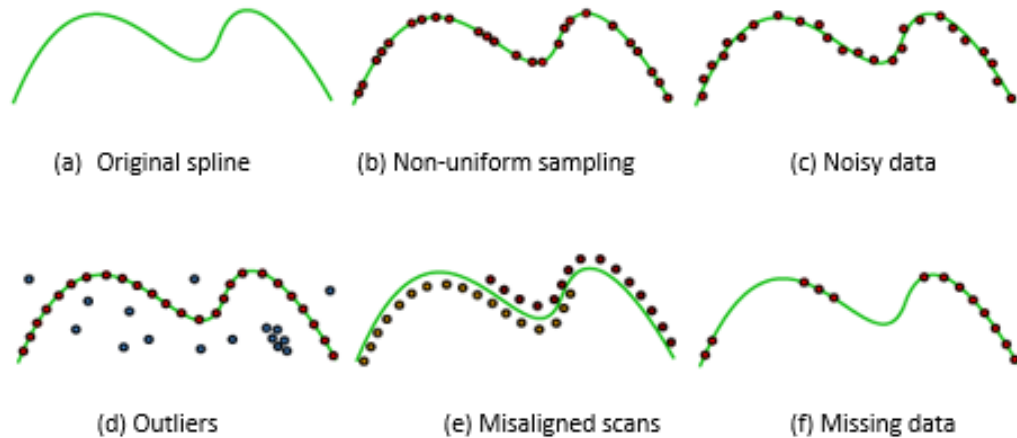 (a) Original spline
(b) Non-uniform sampling
(c) Noisy data
(d) Outliers
(e) Misaligned scans
(f) Missing data